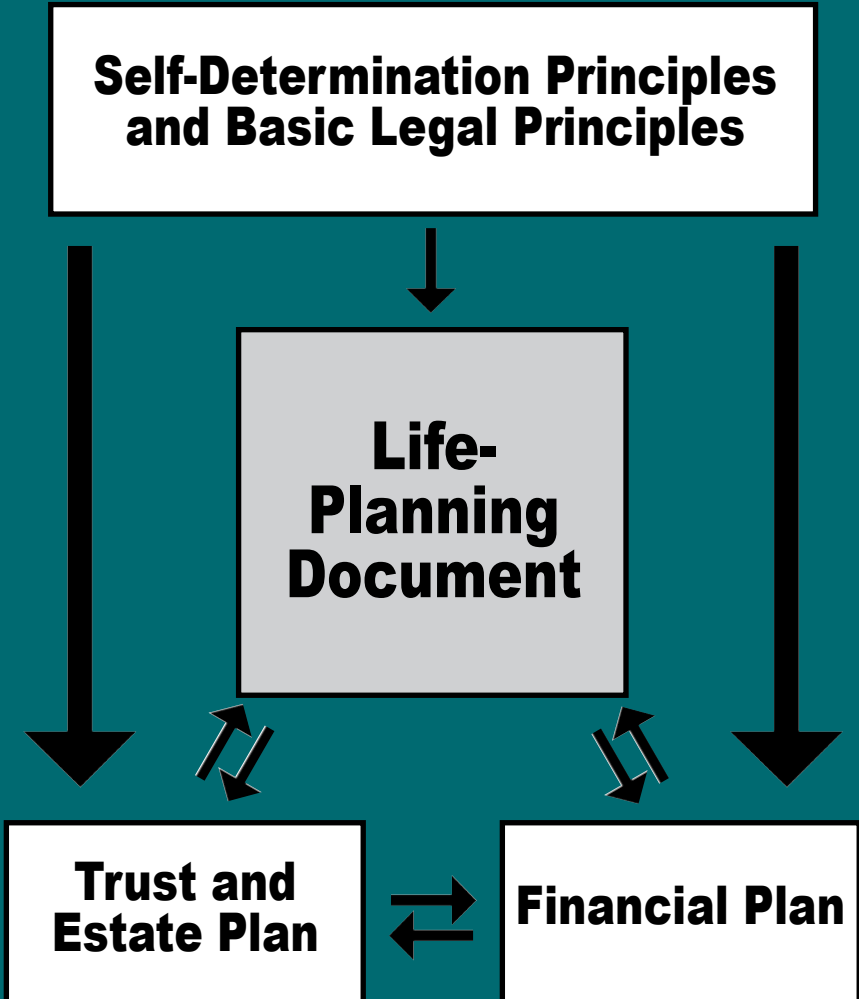 Self-Determination Principles
and Basic Legal Principles
Life-
Planning
Document
Trust and
Estate Plan
Financial Plan